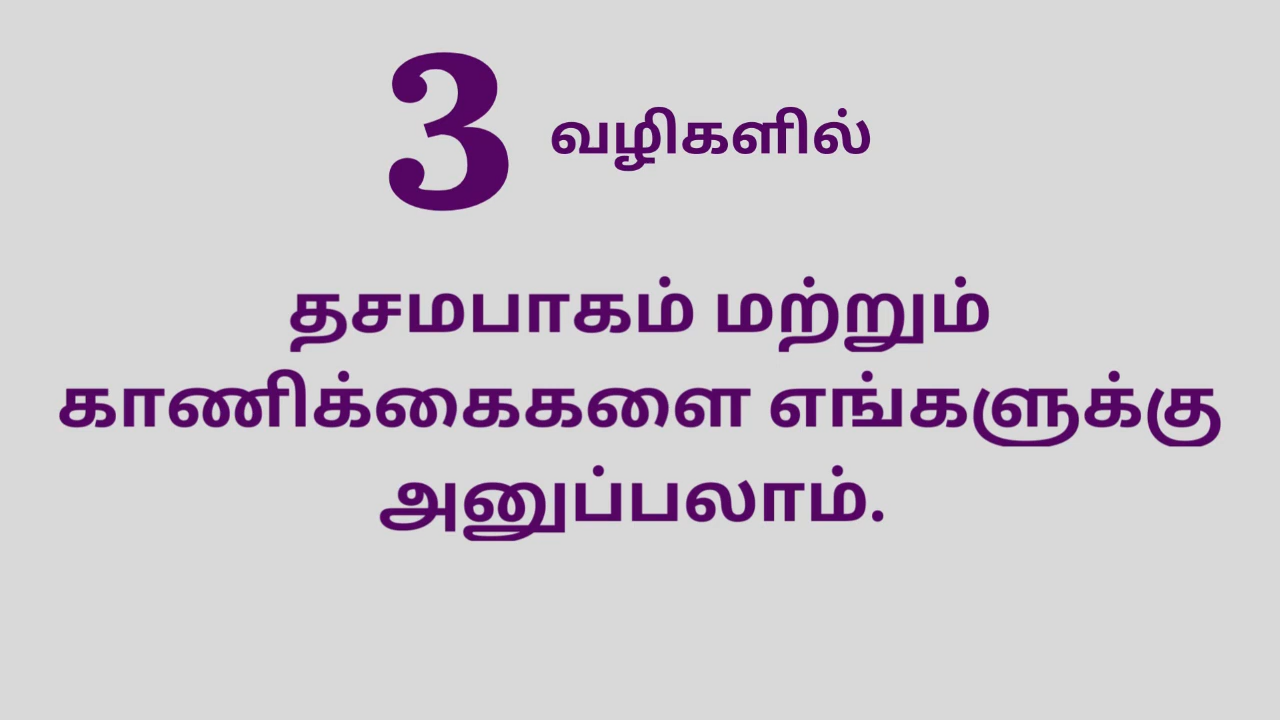 3 வழிகளில்
தசமபாகம் மற்றும்
காணிக்கைகளை எங்களுக்கு
அனுப்பலாம்.